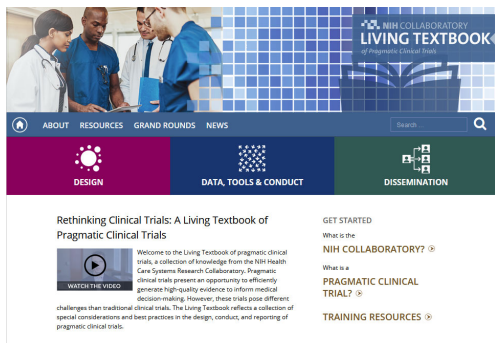 NIH COLLABORATORY
LIVING TEXTBOOK
of Pragmatic Clinical Trials
ABOUT RESOURCES GRAND ROUNDS NEWS
Search ...
DESIGN
DATA, TOOLS & CONDUCT
DISSEMINATION
Rethinking Clinical Trials: A Living Textbook of
Pragmatic Clinical Trials
WATCH THE VIDEO
Welcome to the Living Textbook of pragmatic clinical
trials, a collection of knowledge from the NIH Health
Care Systems Research Collaboratory. Pragmatic
clinical trials present an opportunity to efficiently
generate high-quality evidence to inform medical
decision-making. However, these trials pose different
challenges than traditional clinical trials. The Living Textbook reflects a collection of
special considerations and best practices in the design, conduct, and reporting of
pragmatic clinical trials.
GET STARTED
What is the
NIH COLLABORATORY?
What is a
PRAGMATIC CLINICAL
TRIAL?
TRAINING RESOURCES